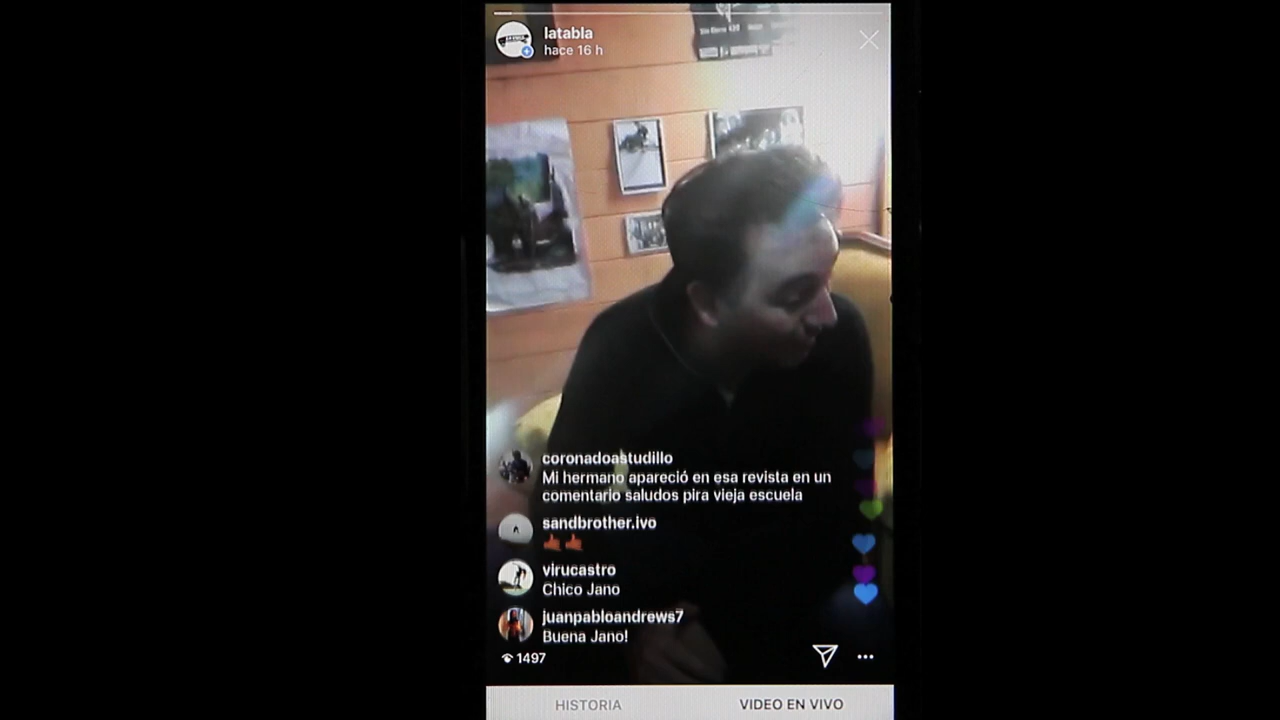 latabla
hace 16 h
coronadoastudillo
Mi hermano apareció en esa revista en un
comentario saludos pira vieja escuela
sandbrother.ivo
virucastro
Chico Jano
juanpabloandrews7
Buena Jano!
1497
HISTORIA
VIDEO EN VIVO